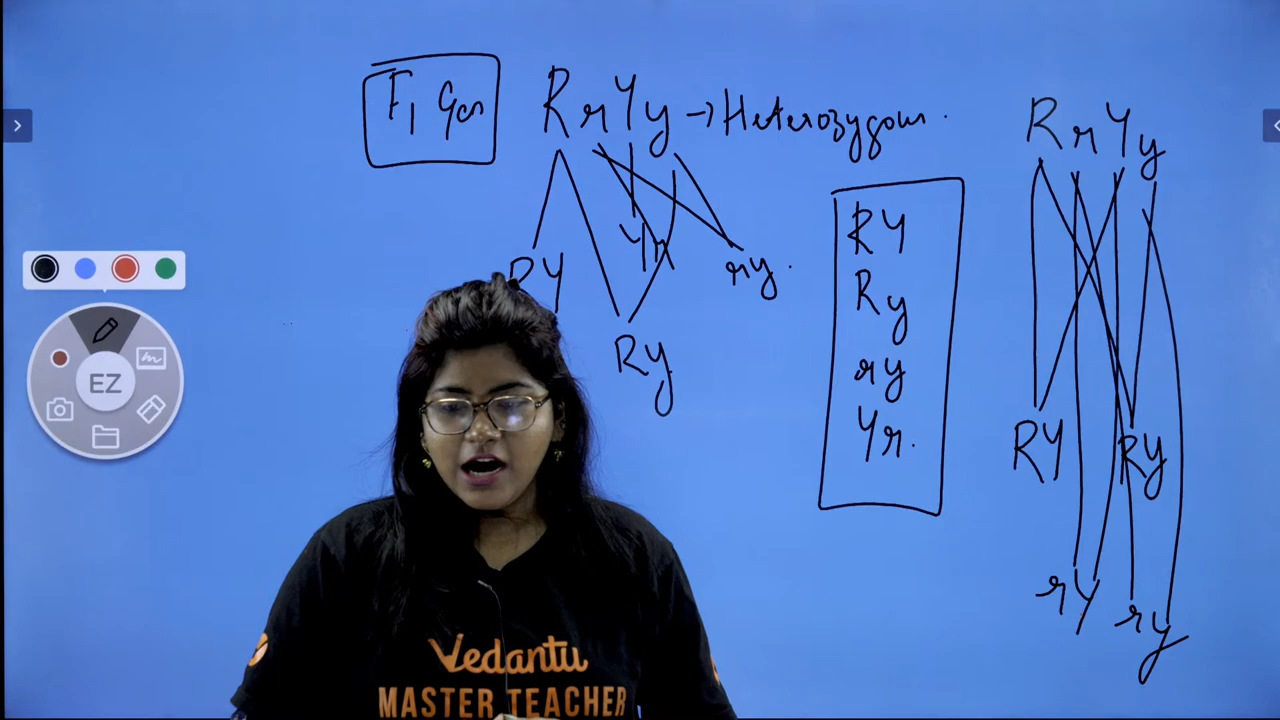 F1 Gen
RrYy → Heterozygous.
RY
Yr
ry.
Ry
RY
Ry
ry
Yr.
RrYy
RY
Ry
rY
ry
EZ
Vedantu
MASTER TEACHER